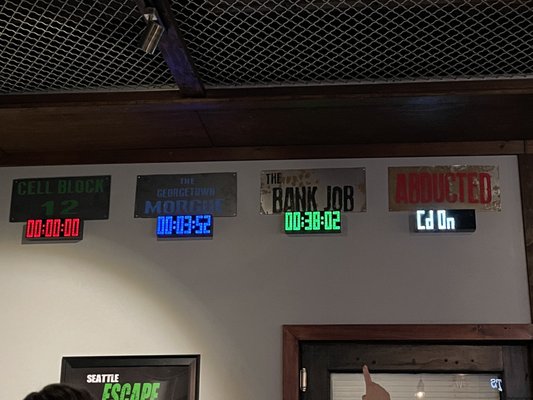 CELL BLOCK
12
00:00:00
THE
GEORGETOWN
MORGUE
00:03:52
THE
BANK JOB
00:38:02
ABDUCTED
Cd On
SEATTLE
ESCAPE